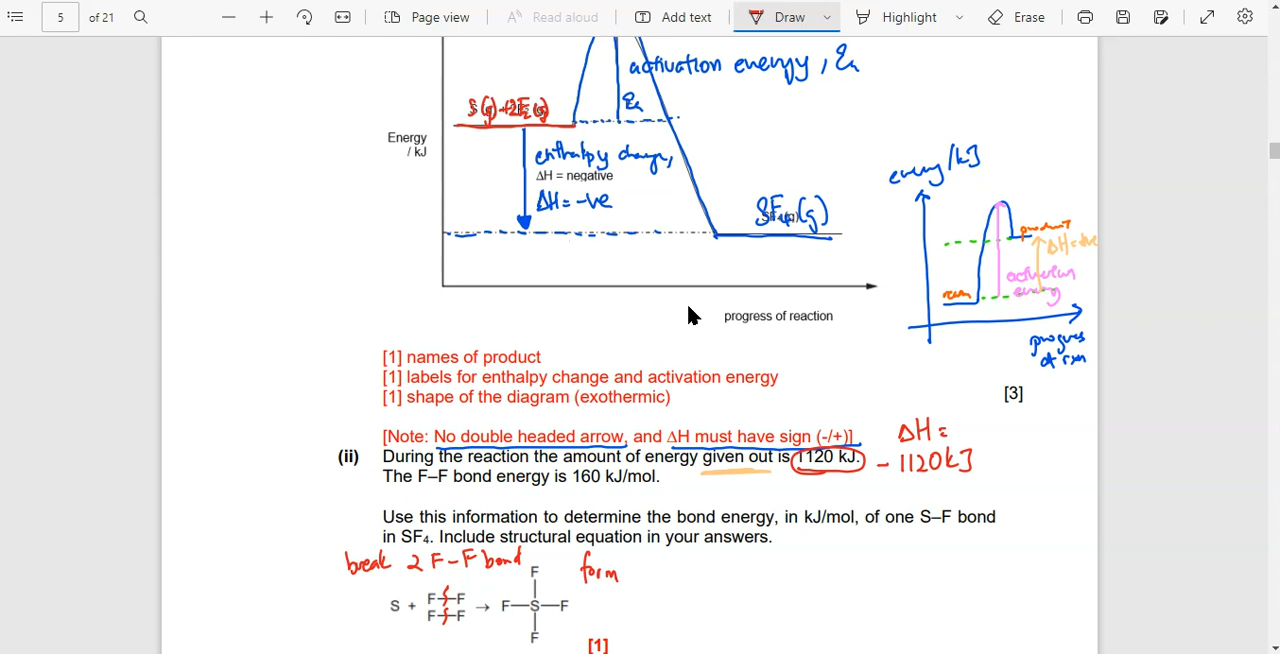 5 of 21 Page view Read aloud Add text Draw Highlight Erase
activation energy, Ea
S(g)+2F2(g)
Ea
Energy
/ kJ
enthalpy change,
ΔH = negative
ΔH = -ve
SF4(g)
energy/kJ
product
ΔH=+ve
activation
energy
progress of reaction
progress
of rxn
[1] names of product
[1] labels for enthalpy change and activation energy
[1] shape of the diagram (exothermic)
[3]
[Note: No double headed arrow, and ΔH must have sign (-/+)]
ΔH =
- 1120kJ
(ii) During the reaction the amount of energy given out is 1120 kJ.
The F–F bond energy is 160 kJ/mol.
Use this information to determine the bond energy, in kJ/mol, of one S–F bond
in SF₄. Include structural equation in your answers.
break 2 F-F bond form
F
S + F–F → F–S–F
F–F
F
[1]